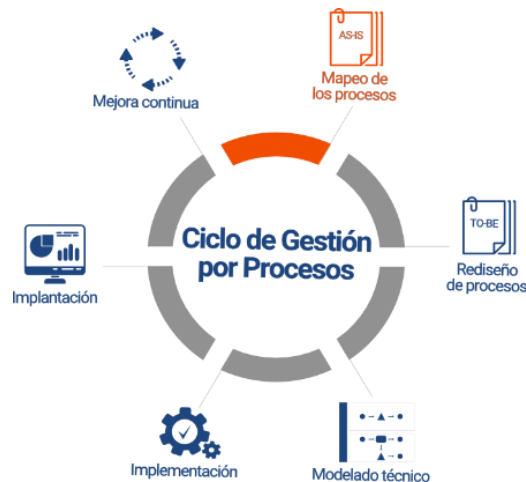 AS-IS
Mapeo de
los procesos
Mejora continua
Ciclo de Gestión
por Procesos
TO-BE
Rediseño
de procesos
Implantación
Implementación
Modelado técnico